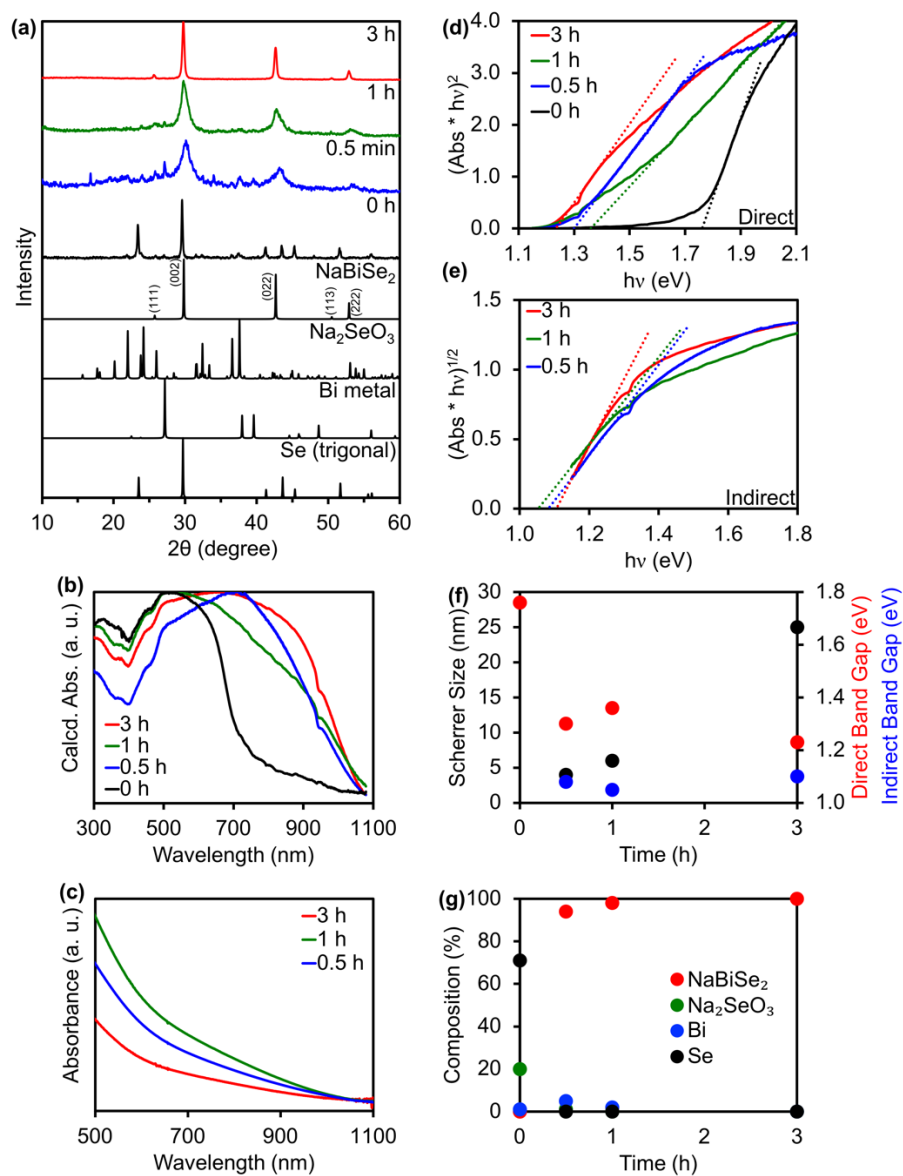 (a)
3 h
1 h
0.5 min
0 h
NaBiSe₂
(111)
(002)
(022)
(113)
(222)
Na₂SeO₃
Bi metal
Se (trigonal)
Intensity
10 20 30 40 50 60
2θ (degree)
(b)
Calcd. Abs. (a. u.)
3 h
1 h
0.5 h
0 h
300 500 700 900 1100
Wavelength (nm)
(c)
Absorbance (a. u.)
3 h
1 h
0.5 h
500 700 900 1100
Wavelength (nm)
(d)
(Abs * hν)²
4.0
3.0
2.0
1.0
0.0
3 h
1 h
0.5 h
0 h
Direct
1.1 1.3 1.5 1.7 1.9 2.1
hν (eV)
(e)
(Abs * hν)¹/²
1.5
1.0
0.5
0.0
3 h
1 h
0.5 h
Indirect
1.0 1.2 1.4 1.6 1.8
hν (eV)
(f)
Scherrer Size (nm)
30
25
20
15
10
5
0
1.8
1.6
1.4
1.2
1.0
Direct Band Gap (eV)
Indirect Band Gap (eV)
0 1 2 3
Time (h)
(g)
Composition (%)
100
80
60
40
20
0
NaBiSe₂
Na₂SeO₃
Bi
Se
0 1 2 3
Time (h)